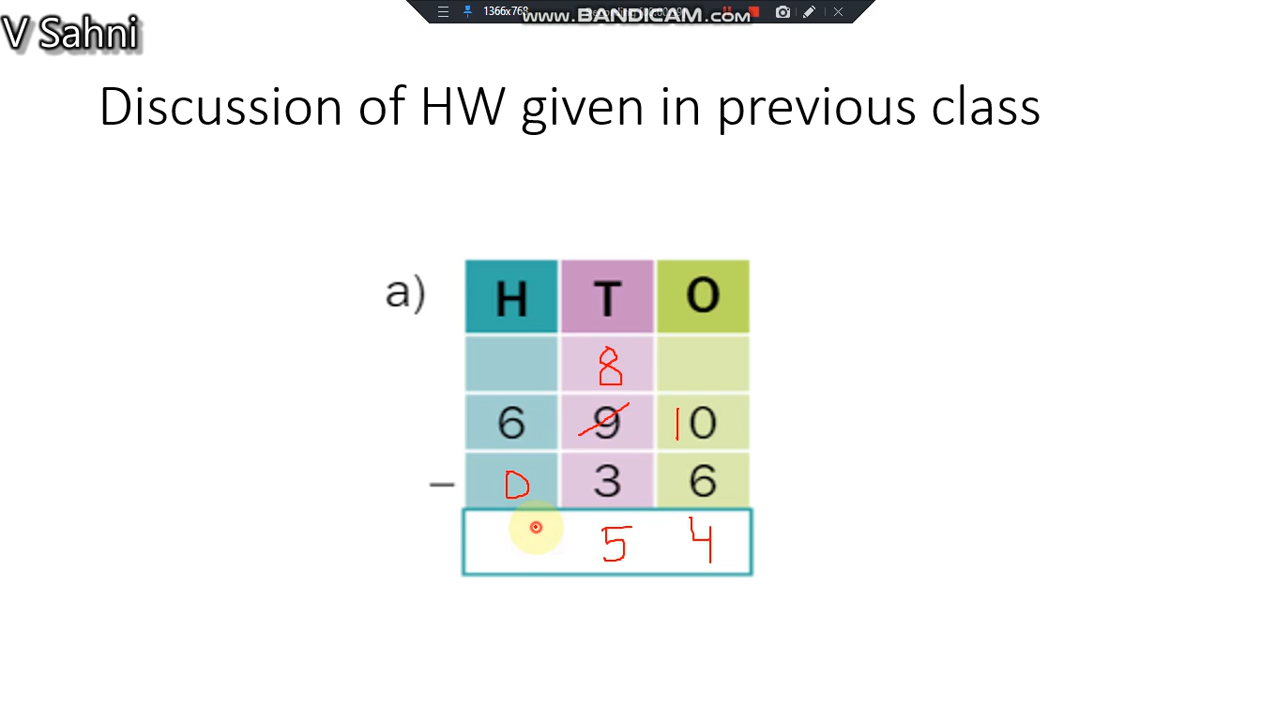 1366x768
www.BANDICAM.com
V Sahni
Discussion of HW given in previous class
a) H T O
8
6 9 10
- 0 3 6
5 4